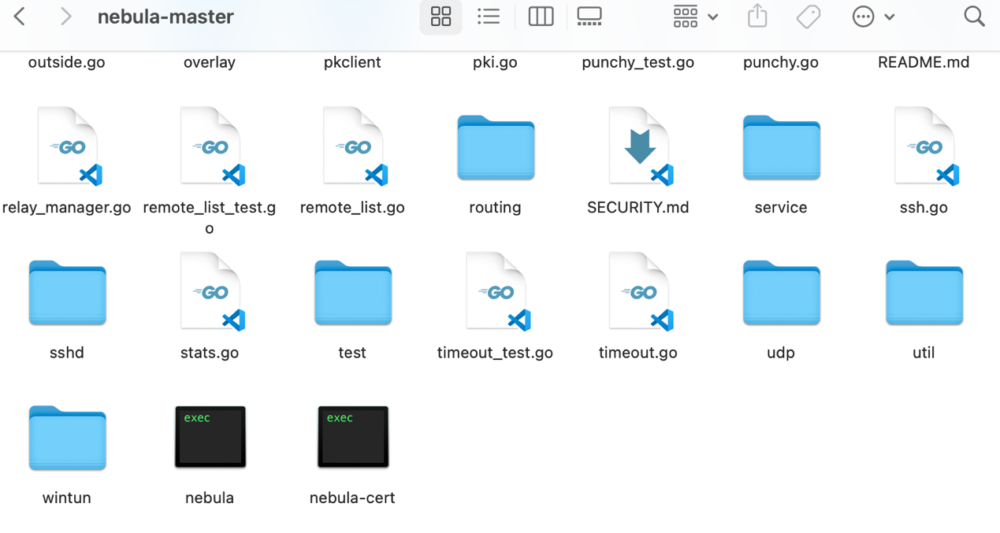 nebula-master
outside.go
overlay
pkclient
pki.go
punchy_test.go
punchy.go
README.md
GO
GO
GO
GO
relay_manager.go
remote_list_test.g
o
remote_list.go
routing
SECURITY.md
service
ssh.go
GO
GO
GO
sshd
stats.go
test
timeout_test.go
timeout.go
udp
util
exec
exec
wintun
nebula
nebula-cert